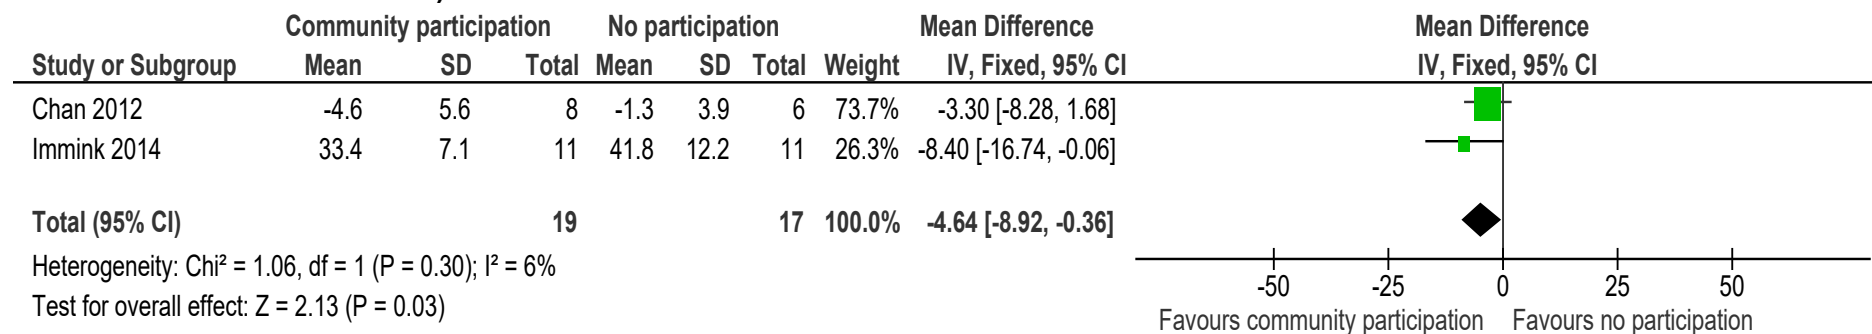 Community participation No participation Mean Difference Mean Difference
Study or Subgroup Mean SD Total Mean SD Total Weight IV, Fixed, 95% CI IV, Fixed, 95% CI
Chan 2012 -4.6 5.6 8 -1.3 3.9 6 73.7% -3.30 [-8.28, 1.68]
Immink 2014 33.4 7.1 11 41.8 12.2 11 26.3% -8.40 [-16.74, -0.06]
Total (95% CI) 19 17 100.0% -4.64 [-8.92, -0.36]
Heterogeneity: Chi² = 1.06, df = 1 (P = 0.30); I² = 6%
Test for overall effect: Z = 2.13 (P = 0.03)
-50 -25 0 25 50
Favours community participation Favours no participation